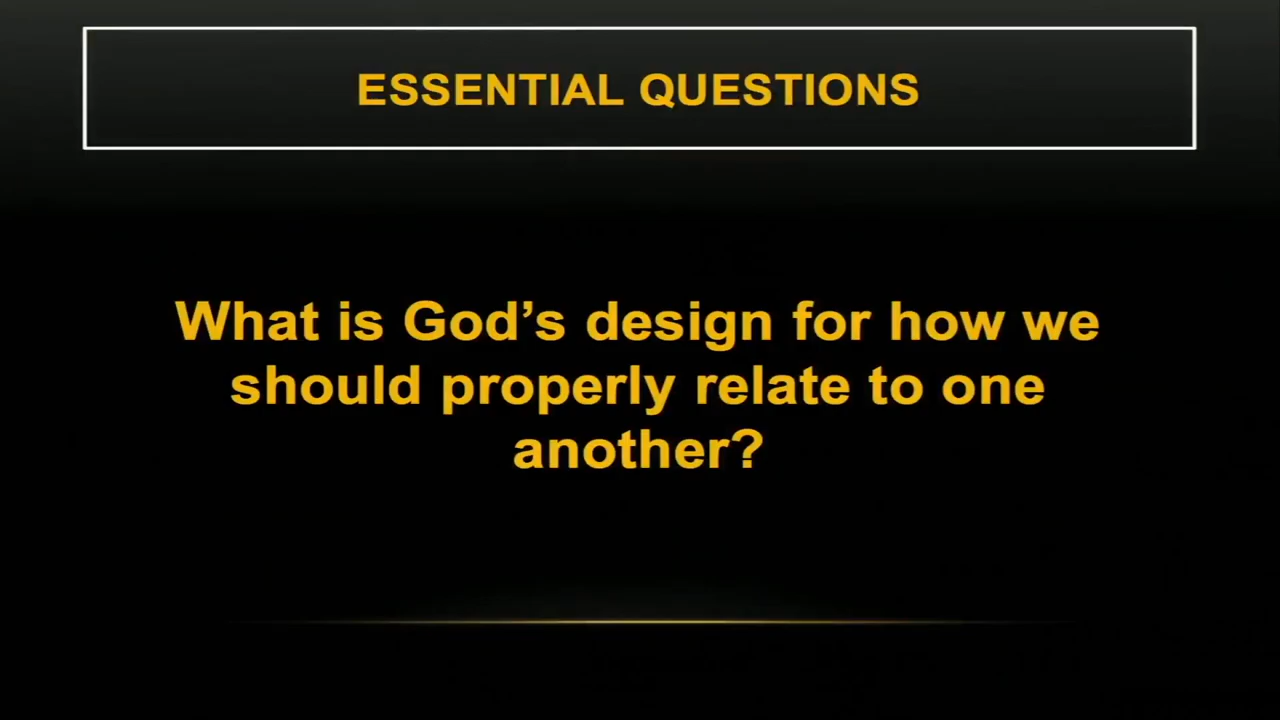 ESSENTIAL QUESTIONS
What is God’s design for how we
should properly relate to one
another?